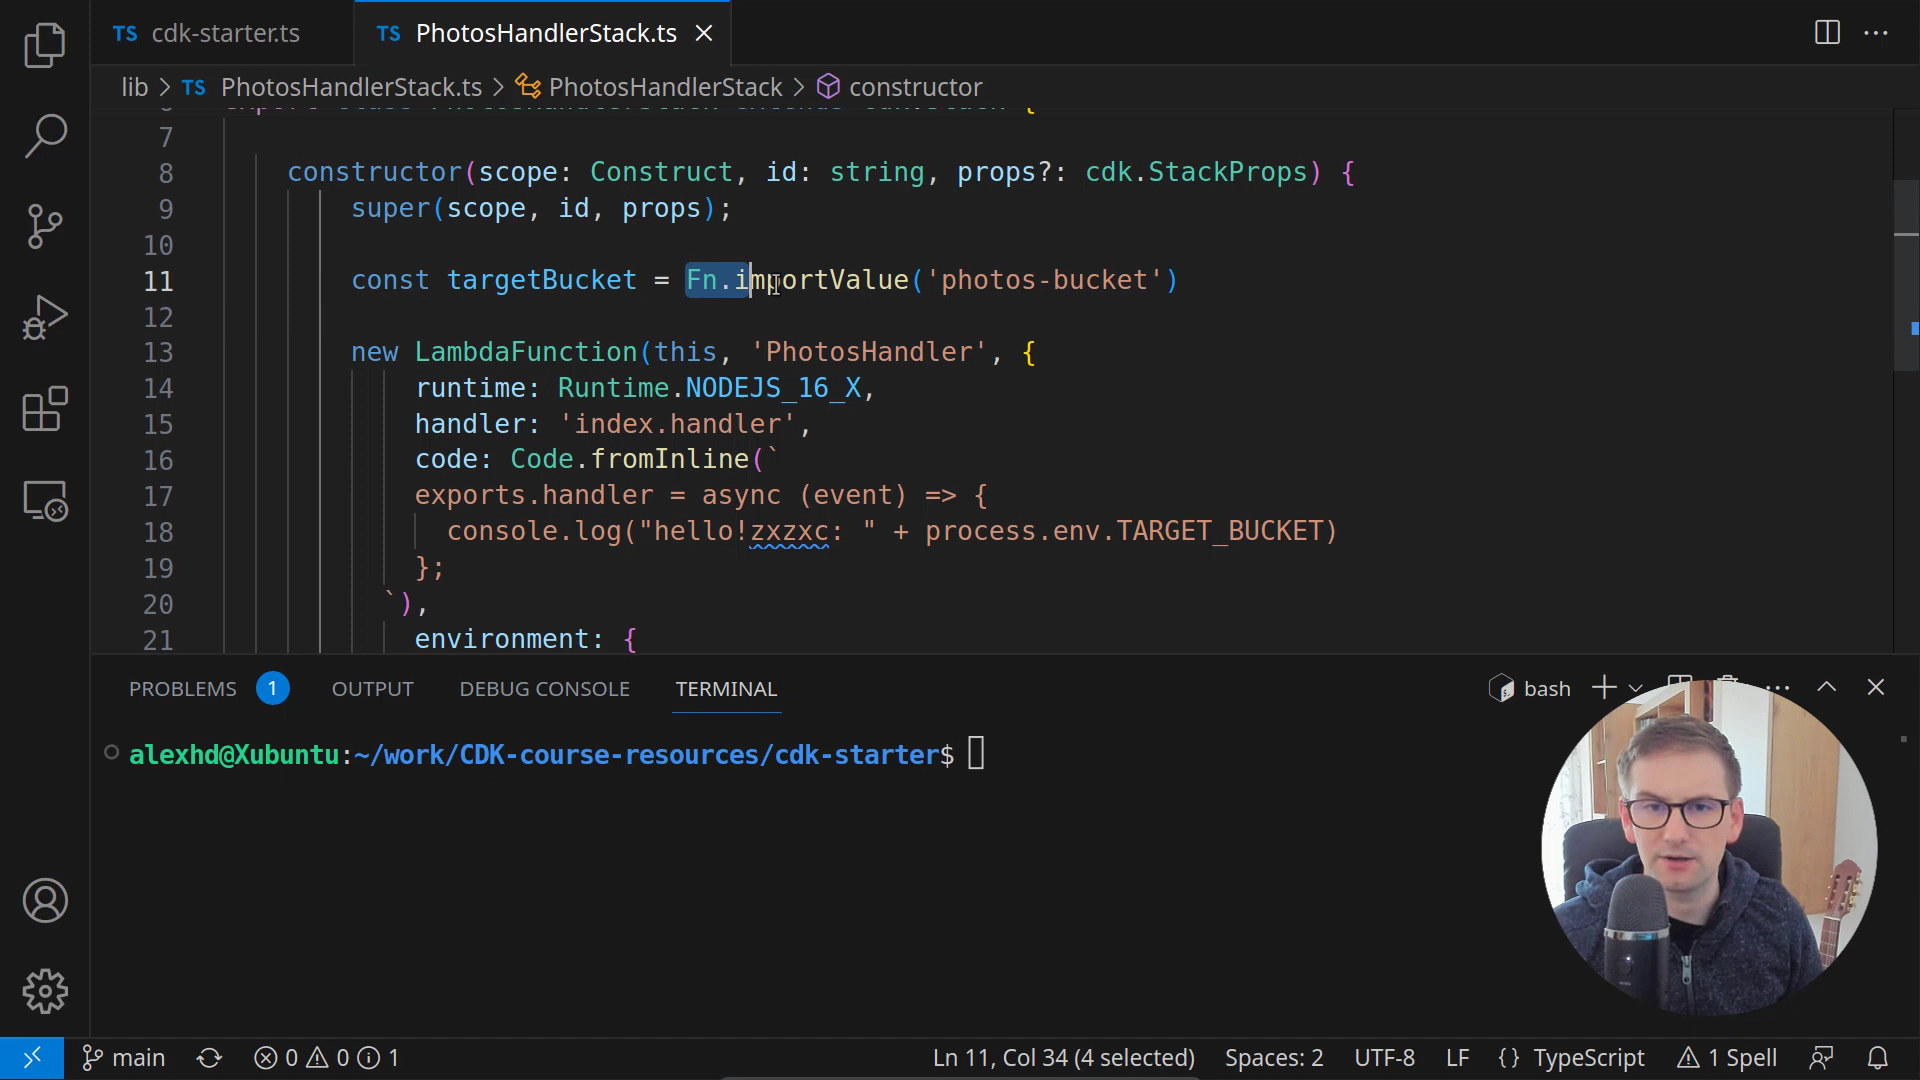 TS cdk-starter.ts
TS PhotosHandlerStack.ts
lib > TS PhotosHandlerStack.ts > PhotosHandlerStack > constructor
7
8 constructor(scope: Construct, id: string, props?: cdk.StackProps) {
9 super(scope, id, props);
10
11 const targetBucket = Fn.importValue('photos-bucket')
12
13 new LambdaFunction(this, 'PhotosHandler', {
14 runtime: Runtime.NODEJS_16_X,
15 handler: 'index.handler',
16 code: Code.fromInline(`
17 exports.handler = async (event) => {
18 console.log("hello!zxzxc: " + process.env.TARGET_BUCKET)
19 };
20 `),
21 environment: {
PROBLEMS 1 OUTPUT DEBUG CONSOLE TERMINAL bash
alexhd@Xubuntu:~/work/CDK-course-resources/cdk-starter$
main 0 0 1 Ln 11, Col 34 (4 selected) Spaces: 2 UTF-8 LF {} TypeScript 1 Spell